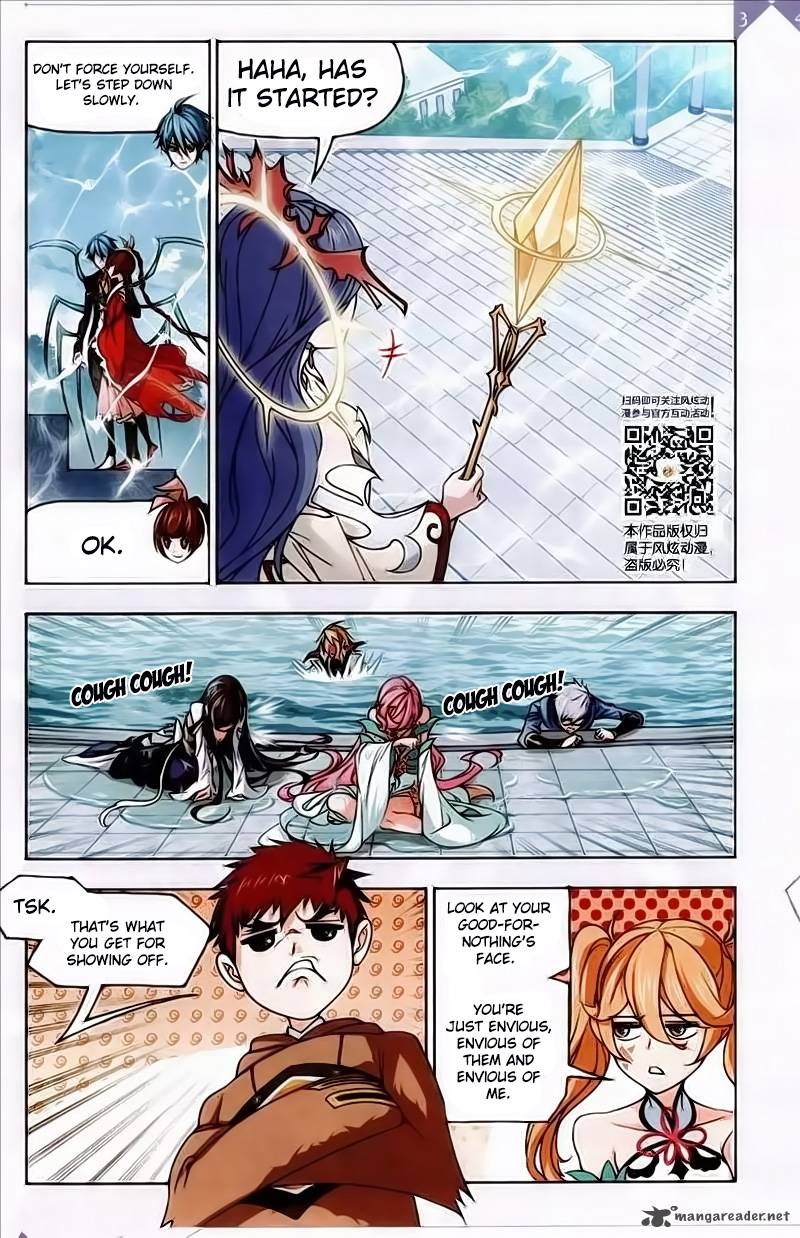 3
4
DON'T FORCE YOURSELF.
LET'S STEP DOWN
SLOWLY.
HAHA, HAS
IT STARTED?
OK.
扫码即可关注风炫动
漫参与官方互动活动!
本作品版权归
属于风炫动漫,
盗版必究!
COUGH COUGH!
COUGH COUGH!
TSK.
THAT'S WHAT
YOU GET FOR
SHOWING OFF.
LOOK AT YOUR
GOOD-FOR-
NOTHING'S
FACE.
YOU'RE
JUST ENVIOUS,
ENVIOUS OF
THEM AND
ENVIOUS OF
ME.
mangareader.net